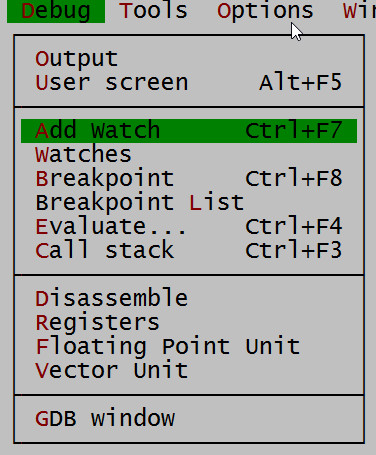 Debug Tools Options
Output
User screen Alt+F5
Add Watch Ctrl+F7
Watches
Breakpoint Ctrl+F8
Breakpoint List
Evaluate... Ctrl+F4
Call stack Ctrl+F3
Disassemble
Registers
Floating Point Unit
Vector Unit
GDB window